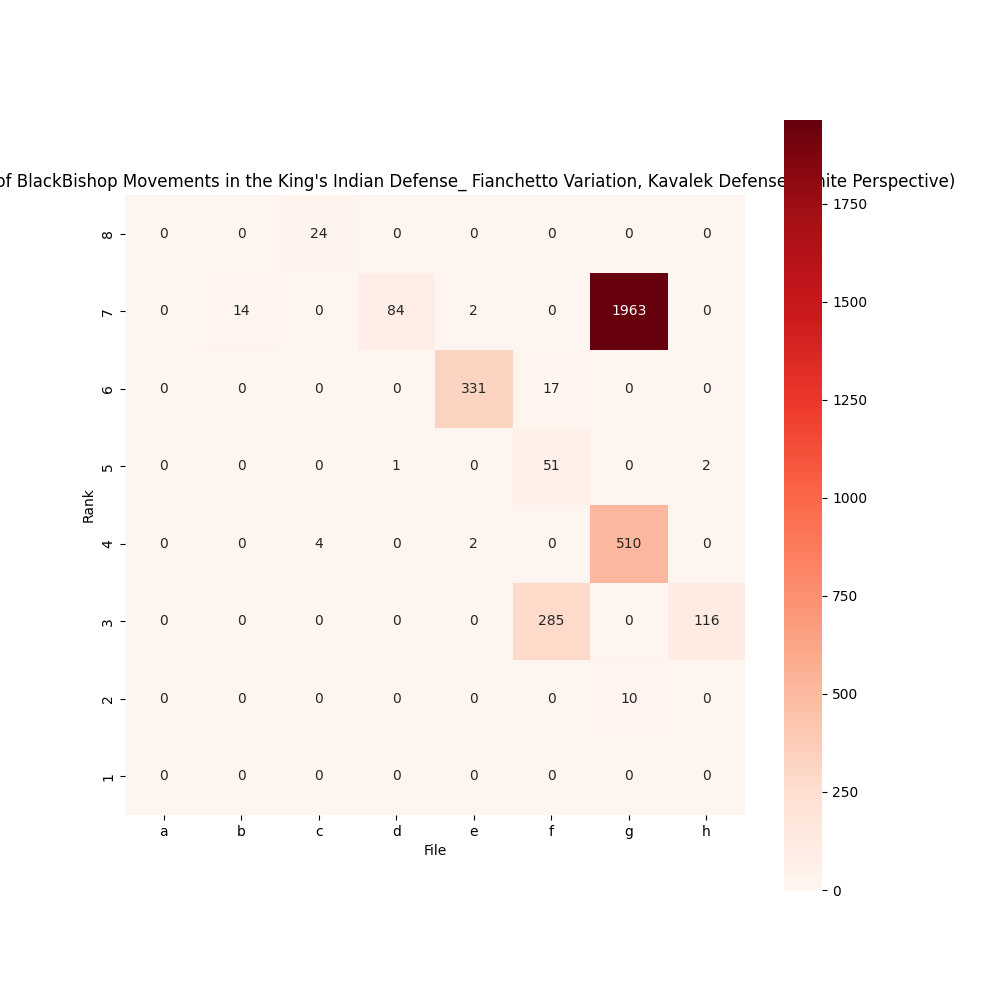 of BlackBishop Movements in the King's Indian Defense_ Fianchetto Variation, Kavalek Defense Perspective)
8 0 0 24 0 0 0 0 0
7 0 14 0 84 2 0 1963 0
6 0 0 0 0 331 17 0 0
5 0 0 0 1 0 51 0 2
4 0 0 4 0 2 0 510 0
3 0 0 0 0 0 285 0 116
2 0 0 0 0 0 0 10 0
1 0 0 0 0 0 0 0 0
a b c d e f g h
File
Rank
1750
1500
1250
1000
750
500
250
0